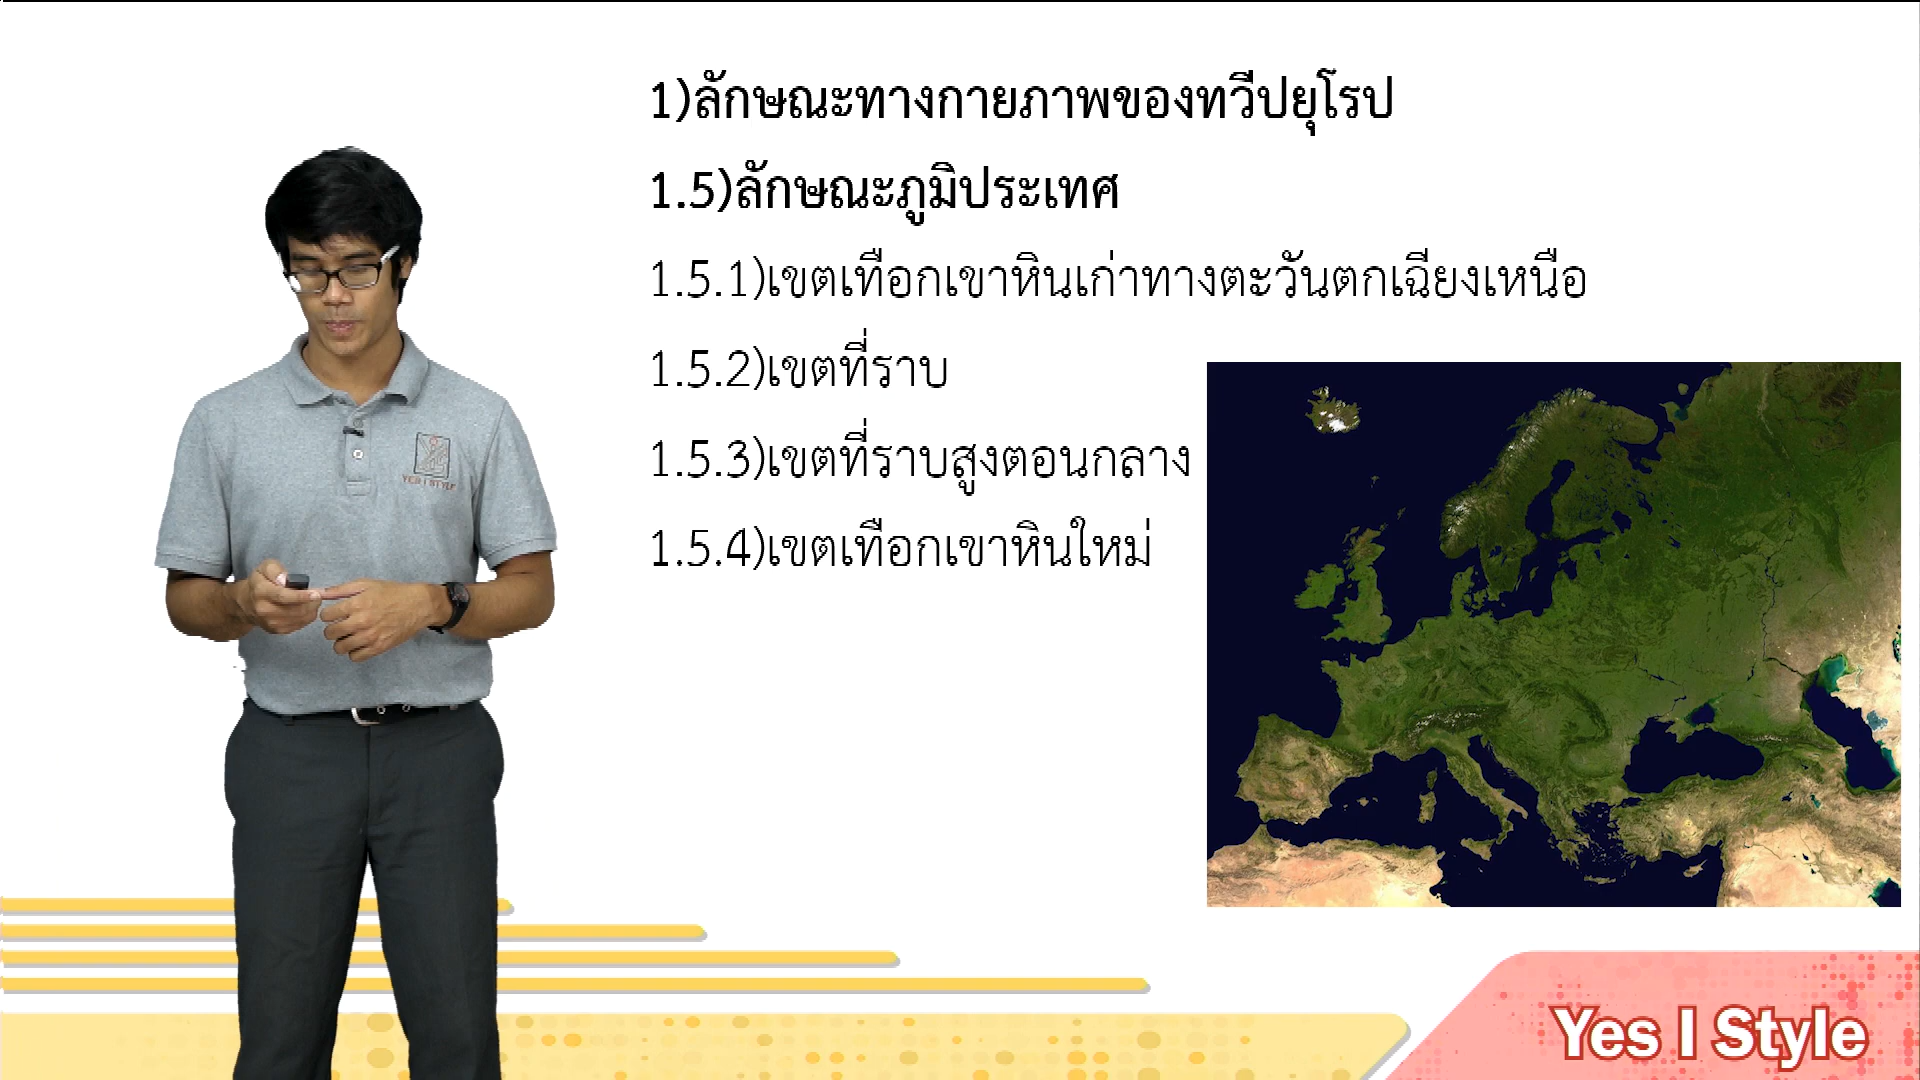 1)ลักษณะทางกายภาพของทวีปยุโรป
1.5)ลักษณะภูมิประเทศ
1.5.1)เขตเทือกเขาหินเก่าทางตะวันตกเฉียงเหนือ
1.5.2)เขตที่ราบ
1.5.3)เขตที่ราบสูงตอนกลาง
1.5.4)เขตเทือกเขาหินใหม่
YES I STYLE
Yes I Style